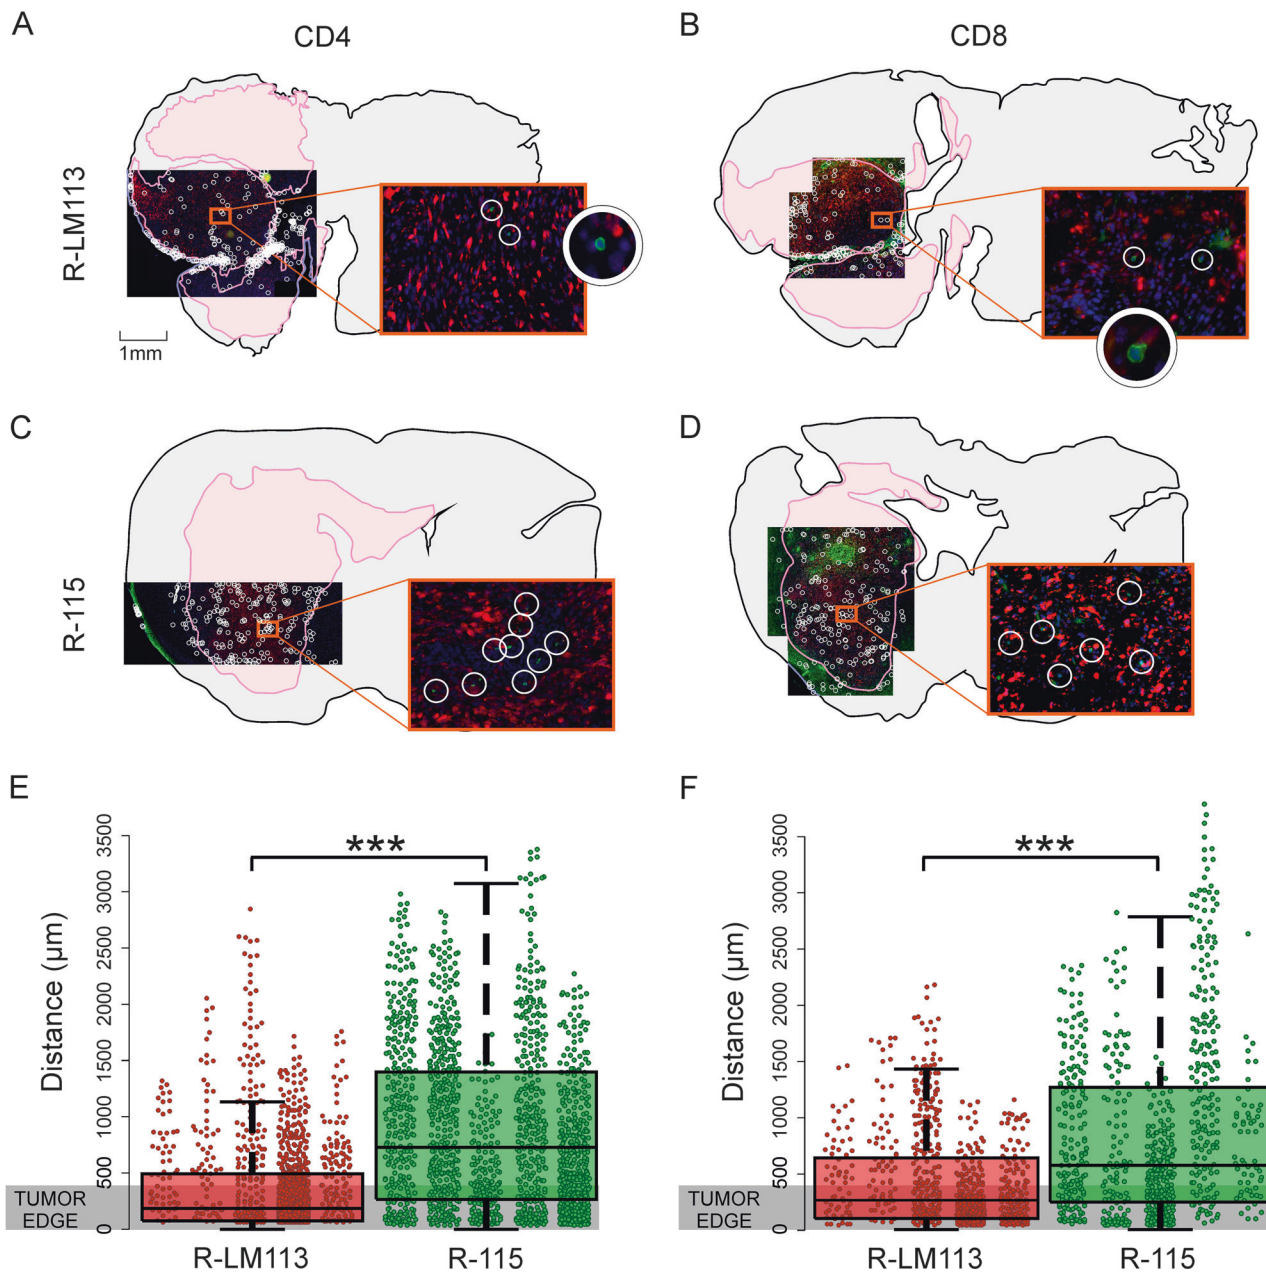 A
CD4
B
CD8
R-LM113
1mm
C
D
R-115
E
F
***
***
Distance (µm)
0
500
1000
1500
2000
2500
3000
3500
TUMOR
EDGE
R-LM113
R-115
Distance (µm)
0
500
1000
1500
2000
2500
3000
3500
TUMOR
EDGE
R-LM113
R-115